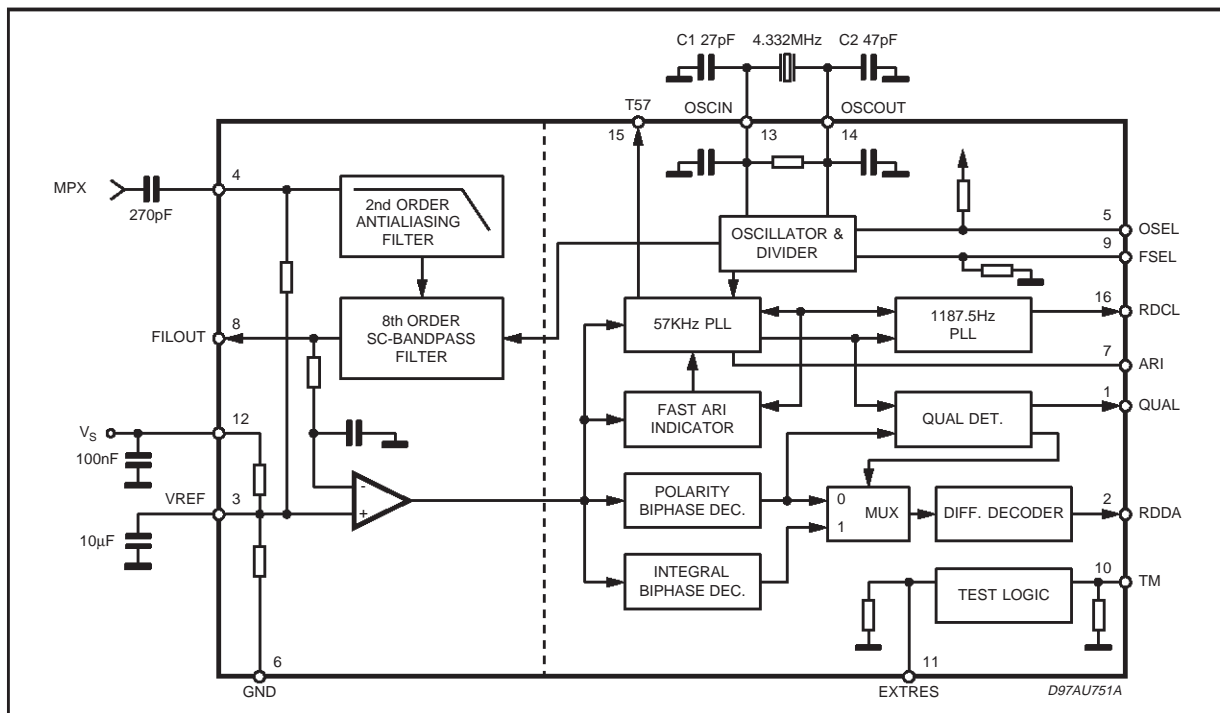 C1 27pF
4.332MHz
C2 47pF
T57
OSCIN
OSCOUT
15
13
14
MPX
270pF
4
2nd ORDER
ANTIALIASING
FILTER
OSCILLATOR &
DIVIDER
5
OSEL
9
FSEL
FILOUT
8
8th ORDER
SC-BANDPASS
FILTER
57KHz PLL
1187.5Hz
PLL
16
RDCL
7
ARI
FAST ARI
INDICATOR
QUAL DET.
1
QUAL
VS
12
100nF
VREF
3
-
+
10µF
POLARITY
BIPHASE DEC.
0
MUX
1
DIFF. DECODER
2
RDDA
INTEGRAL
BIPHASE DEC.
TEST LOGIC
10
TM
6
GND
11
EXTRES
D97AU751A